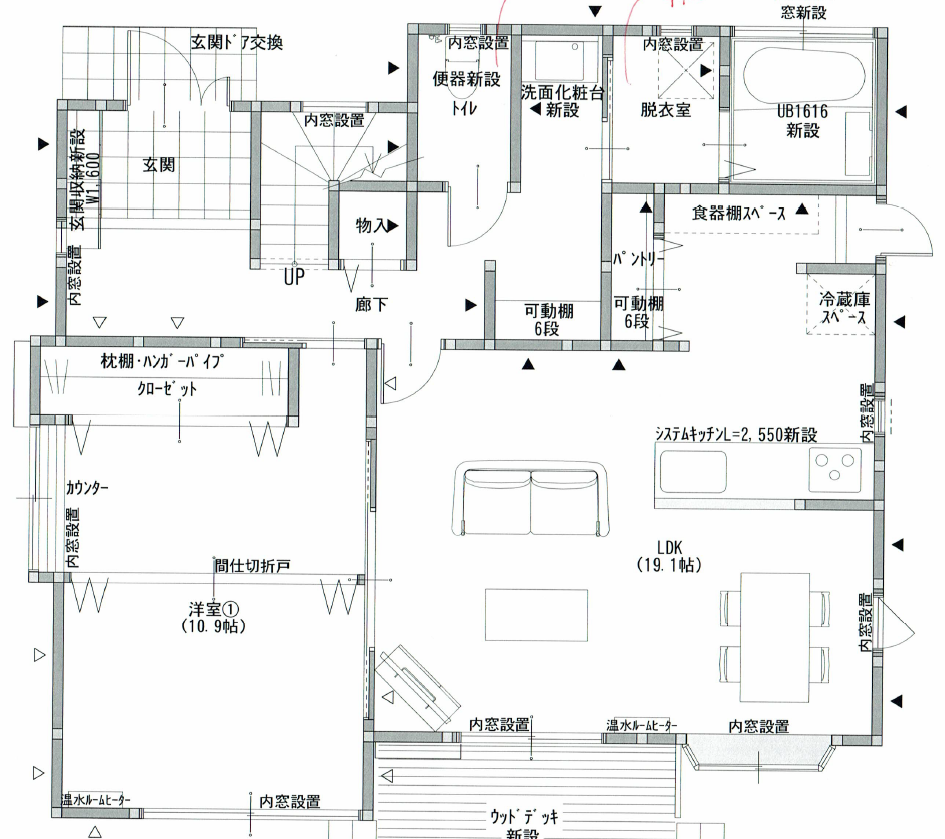 窓新設
玄関ﾄﾞｱ交換
内窓設置
便器新設
ﾄｲﾚ
洗面化粧台
新設
内窓設置
脱衣室
UB1616
新設
内窓設置
玄関
玄関収納新設
W1,600
内窓設置
物入
UP
廊下
食器棚ｽﾍﾟｰｽ
ﾊﾟﾝﾄﾘｰ
可動棚
6段
可動棚
6段
冷蔵庫
ｽﾍﾟｰｽ
枕棚・ﾊﾝｶﾞｰﾊﾟｲﾌﾟ
ｸﾛｰｾﾞｯﾄ
内窓設置
ｼｽﾃﾑｷｯﾁﾝL=2,550新設
ｶｳﾝﾀｰ
内窓設置
LDK
(19.1帖)
間仕切折戸
洋室①
(10.9帖)
内窓設置
内窓設置
温水ﾙｰﾑﾋｰﾀｰ
内窓設置
温水ﾙｰﾑﾋｰﾀｰ
内窓設置
ｳｯﾄﾞﾃﾞｯｷ
新設